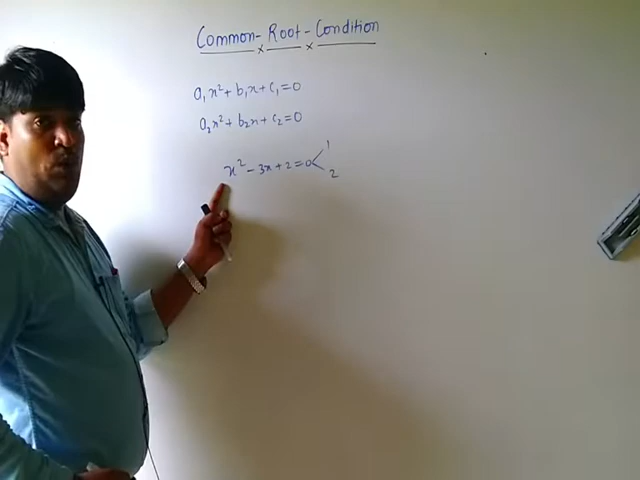 Common-Root-Condition
a₁x²+b₁x+c₁=0
a₂x²+b₂x+c₂=0
x²-3x+2=0<1 2